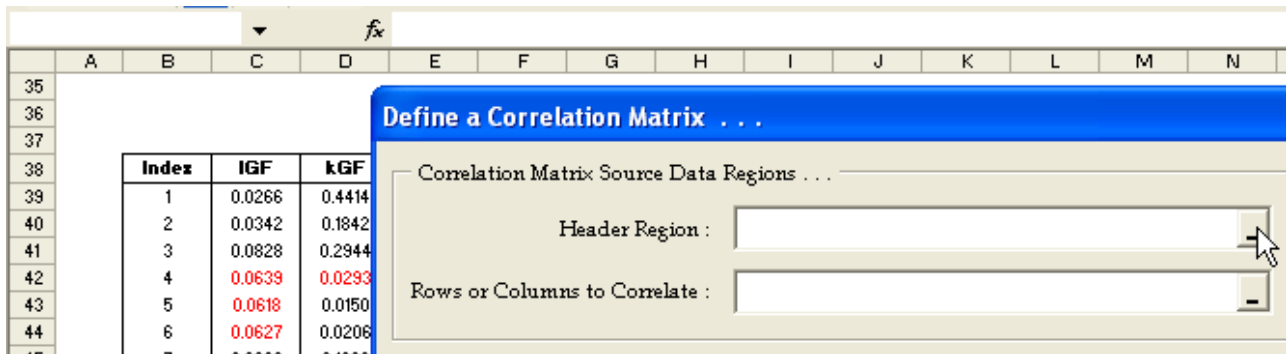 fx
A B C D E F G H I J K L M N
35
36
Define a Correlation Matrix . . .
37
38 Index IGF kGF
Correlation Matrix Source Data Regions . . .
39 1 0.0266 0.4414
40 2 0.0342 0.1842
Header Region :
41 3 0.0828 0.2944
42 4 0.0639 0.0293
Rows or Columns to Correlate :
43 5 0.0618 0.0150
44 6 0.0627 0.0206